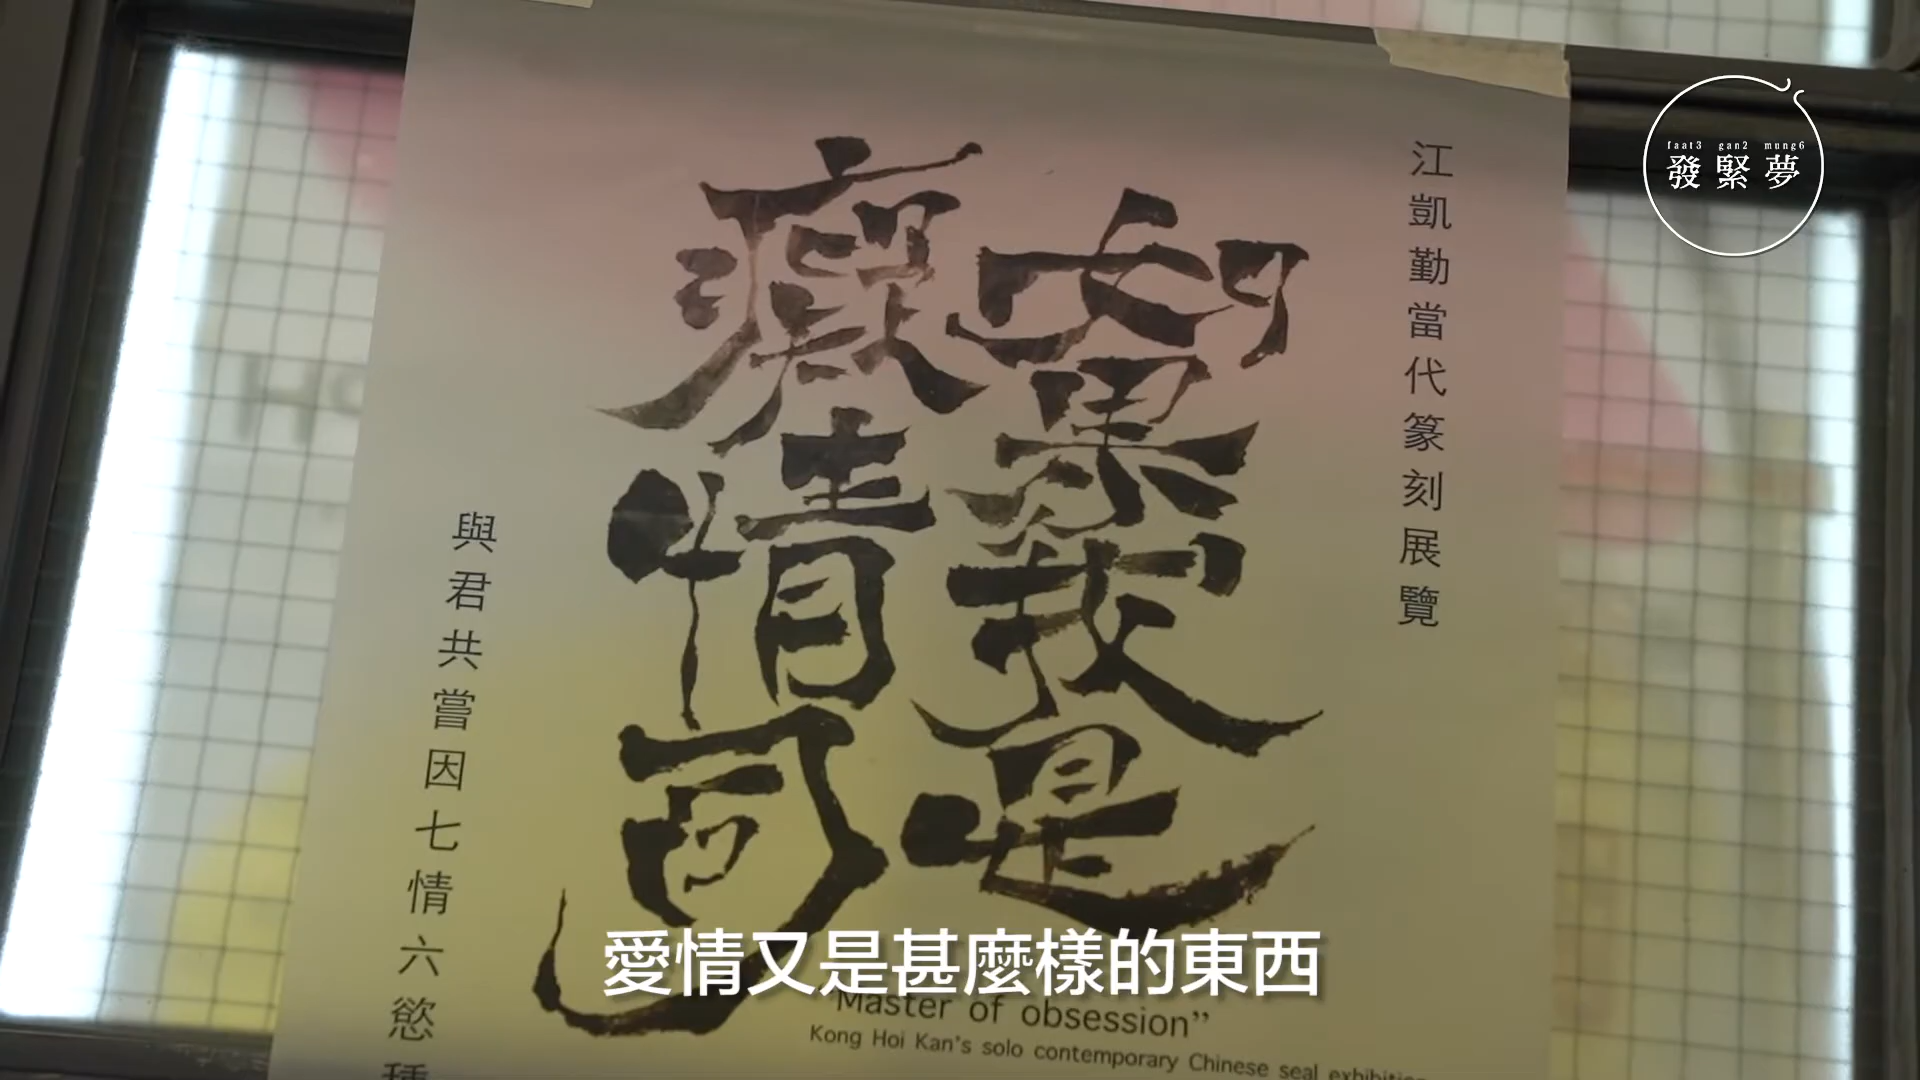 江凱勤當代篆刻展覽
如果我是
癡情司
與君共嘗因七情六慾種
faat3 gan2 mung6
發緊夢
愛情又是甚麼樣的東西
"Master of obsession"
Kong Hoi Kan's solo contemporary Chinese seal exhibition